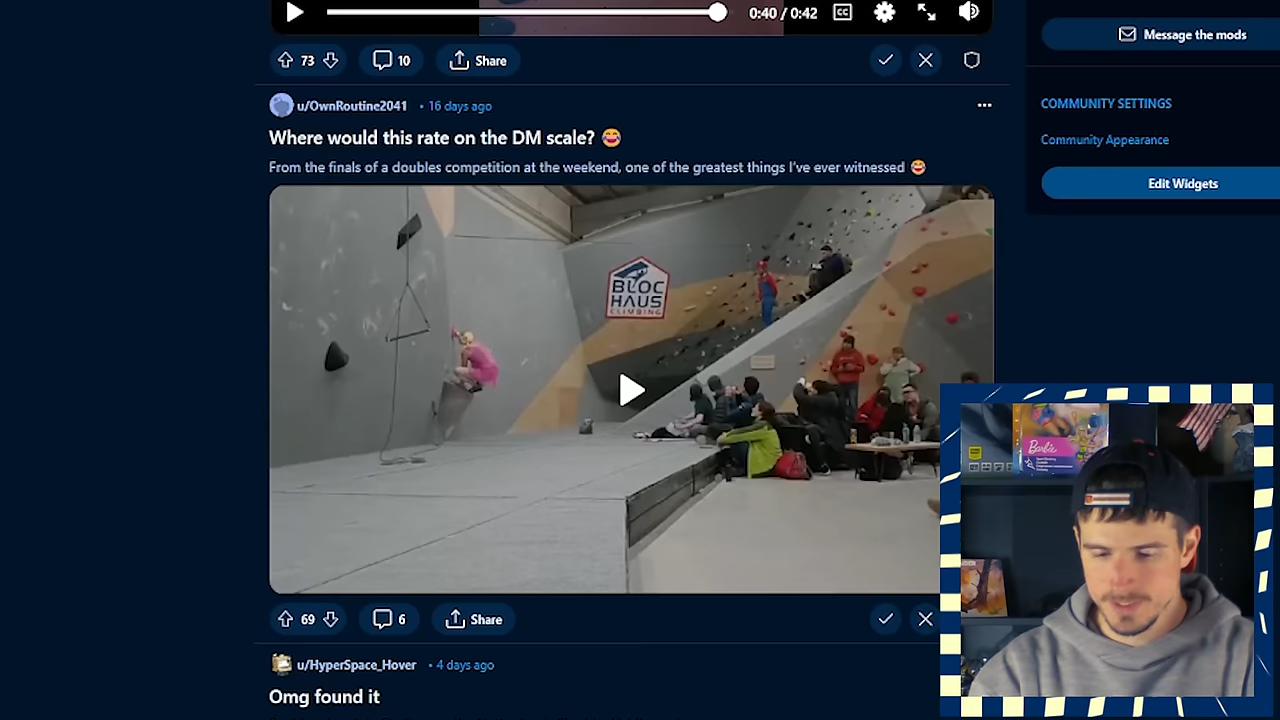 0:40 / 0:42
CC
Message the mods
73
10
Share
COMMUNITY SETTINGS
Community Appearance
Edit Widgets
u/OwnRoutine2041 • 16 days ago
Where would this rate on the DM scale? 😂
From the finals of a doubles competition at the weekend, one of the greatest things I've ever witnessed 😂
BLOC
HAUS
CLIMBING
Barbie
69
6
Share
u/HyperSpace_Hover • 4 days ago
Omg found it